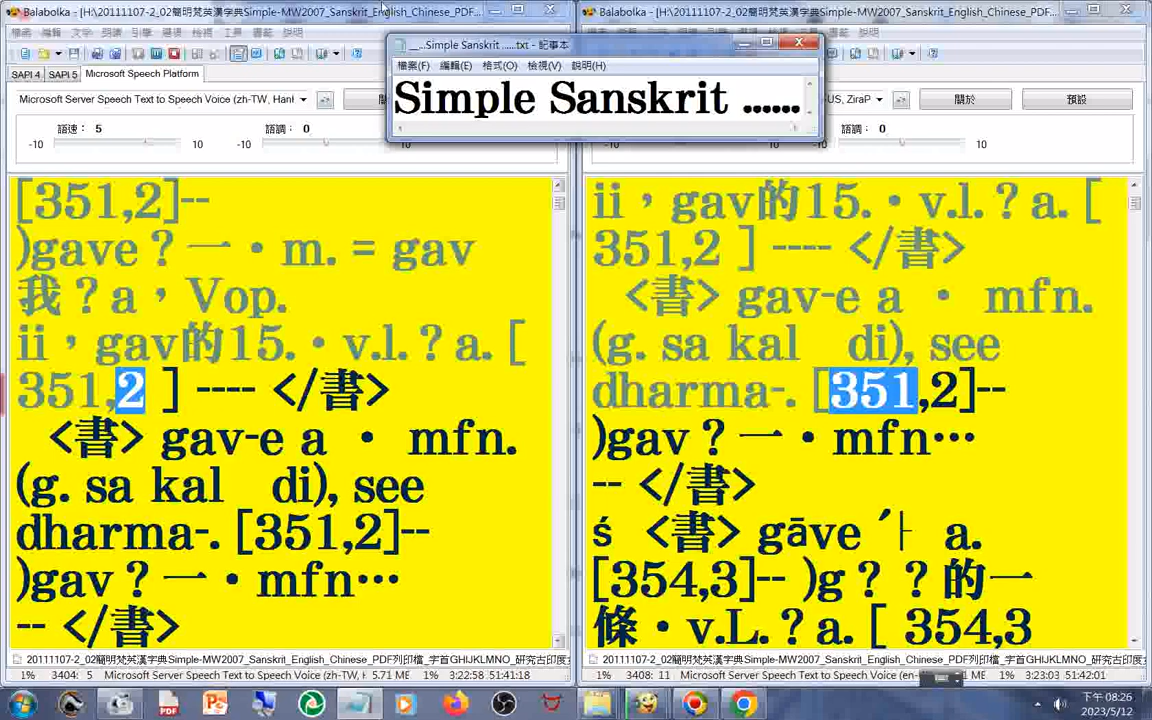 Balabolka - [H:\20111107-2_02簡明梵英漢字典Simple-MW2007_Sanskrit_English_Chinese_PDF...
SAPI 4 SAPI 5 Microsoft Speech Platform
Microsoft Server Speech Text to Speech Voice (zh-TW, Han
語速： 5 語調： 0
-10 10 -10
[351,2]--
)gave？一‧m. = gav
我？a，Vop.
ii，gav的15.‧v.l.？a. [
351,2 ] ---- </書>
<書> gav-e a ‧ mfn.
(g. sa kal di), see
dharma-. [351,2]--
)gav？一‧mfn…
-- </書>
20111107-2_02簡明梵英漢字典Simple-MW2007_Sanskrit_English_Chinese_PDF列印檔_字首GHIJKLMNO_研究古印度
1% 3404: 5 Microsoft Server Speech Text to Speech Voice (zh-TW, H 5.71 ME 1% 3:22:58 51:41:18
__...Simple Sanskrit ......txt - 記事本
檔案(F) 編輯(E) 格式(O) 檢視(V) 說明(H)
Simple Sanskrit ......
Balabolka - [H:\20111107-2_02簡明梵英漢字典Simple-MW2007_Sanskrit_English_Chinese_PDF...
US, ZiraP 關於 預設
語調： 0
10
ii，gav的15.‧v.l.？a. [
351,2 ] ---- </書>
<書> gav-e a ‧ mfn.
(g. sa kal di), see
dharma-. [351,2]--
)gav？一‧mfn…
-- </書>
ś <書> gāve ˊ├ a.
[354,3]-- )g？？的一
條‧v.L.？a. [ 354,3
20111107-2_02簡明梵英漢字典Simple-MW2007_Sanskrit_English_Chinese_PDF列印檔_字首GHIJKLMNO_研究古印度
1% 3408: 11 Microsoft Server Speech Text to Speech Voice (en- 1% 3:23:03 51:42:01
下午 08:26
2023/5/12